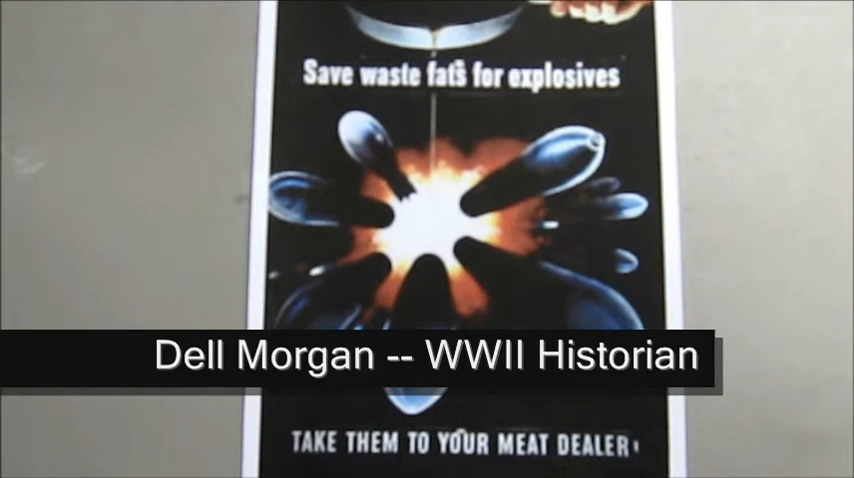 Save waste fats for explosives
Dell Morgan -- WWII Historian
TAKE THEM TO YOUR MEAT DEALER